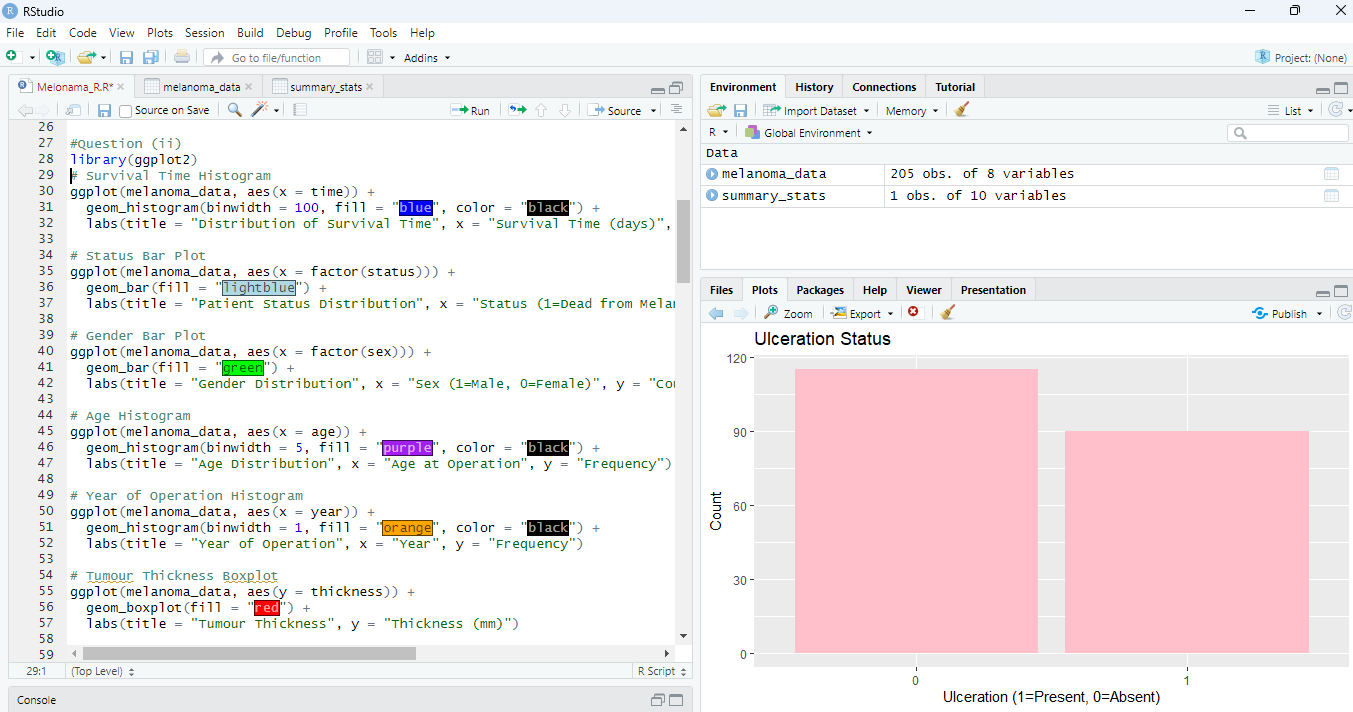 RStudio
File Edit Code View Plots Session Build Debug Profile Tools Help
Go to file/function Addins Project: (None)
Melonama_R.R* melanoma_data summary_stats
Source on Save Run Source
26
27 #Question (ii)
28 library(ggplot2)
29 # Survival Time Histogram
30 ggplot(melanoma_data, aes(x = time)) +
31 geom_histogram(binwidth = 100, fill = "blue", color = "black") +
32 labs(title = "Distribution of Survival Time", x = "Survival Time (days)",
33
34 # Status Bar Plot
35 ggplot(melanoma_data, aes(x = factor(status))) +
36 geom_bar(fill = "lightblue") +
37 labs(title = "Patient Status Distribution", x = "Status (1=Dead from Melan
38
39 # Gender Bar Plot
40 ggplot(melanoma_data, aes(x = factor(sex))) +
41 geom_bar(fill = "green") +
42 labs(title = "Gender Distribution", x = "Sex (1=Male, 0=Female)", y = "Cou
43
44 # Age Histogram
45 ggplot(melanoma_data, aes(x = age)) +
46 geom_histogram(binwidth = 5, fill = "purple", color = "black") +
47 labs(title = "Age Distribution", x = "Age at Operation", y = "Frequency")
48
49 # Year of Operation Histogram
50 ggplot(melanoma_data, aes(x = year)) +
51 geom_histogram(binwidth = 1, fill = "orange", color = "black") +
52 labs(title = "Year of Operation", x = "Year", y = "Frequency")
53
54 # Tumour Thickness Boxplot
55 ggplot(melanoma_data, aes(y = thickness)) +
56 geom_boxplot(fill = "red") +
57 labs(title = "Tumour Thickness", y = "Thickness (mm)")
58
59
29:1 (Top Level) R Script
Console
Environment History Connections Tutorial
Import Dataset Memory List
R Global Environment
Data
melanoma_data 205 obs. of 8 variables
summary_stats 1 obs. of 10 variables
Files Plots Packages Help Viewer Presentation
Zoom Export Publish
Ulceration Status
120
90
60
30
0
Count
0 1
Ulceration (1=Present, 0=Absent)